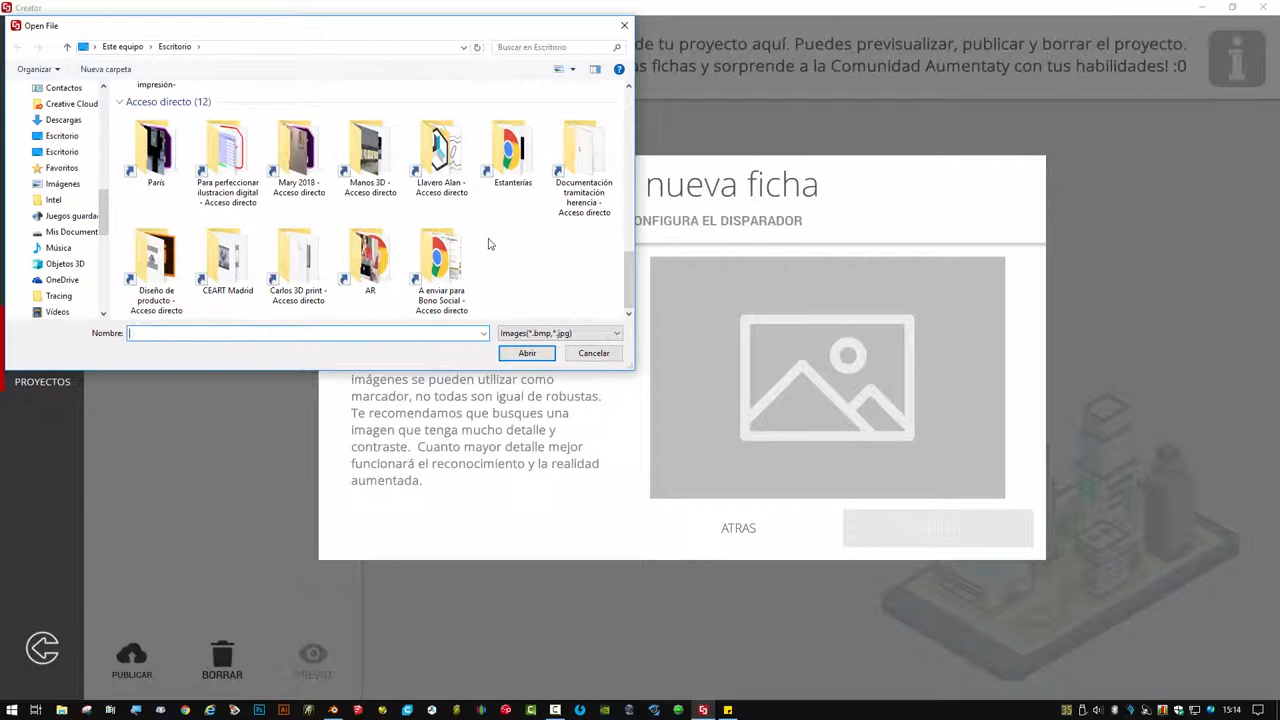 Creator
de tu proyecto aquí. Puedes previsualizar, publicar y borrar el proyecto.
as fichas y sorprende a la Comunidad Aumentaty con tus habilidades! :0
Open File
Este equipo
Escritorio
Buscar en Escritorio
Organizar
Nueva carpeta
Contactos
Creative Cloud
Descargas
Escritorio
Escritorio
Favoritos
Imágenes
Intel
Juegos guarda
Mis Document
Música
Objetos 3D
OneDrive
Tracing
Vídeos
impresión-
Acceso directo (12)
París
Para perfeccionar
ilustracion digital
- Acceso directo
Mary 2018 -
Acceso directo
Manos 3D -
Acceso directo
Llavero Alan -
Acceso directo
Estanterías
Documentación
tramitación
herencia -
Acceso directo
Diseño de
producto -
Acceso directo
CEART Madrid
Carlos 3D print -
Acceso directo
AR
A enviar para
Bono Social -
Acceso directo
Nombre:
Images(*.bmp,*.jpg)
Abrir
Cancelar
nueva ficha
ONFIGURA EL DISPARADOR
imágenes se pueden utilizar como
marcador, no todas son igual de robustas.
Te recomendamos que busques una
imagen que tenga mucho detalle y
contraste. Cuanto mayor detalle mejor
funcionará el reconocimiento y la realidad
aumentada.
ATRAS
PROYECTOS
PUBLICAR
BORRAR
PREVIO
15:14